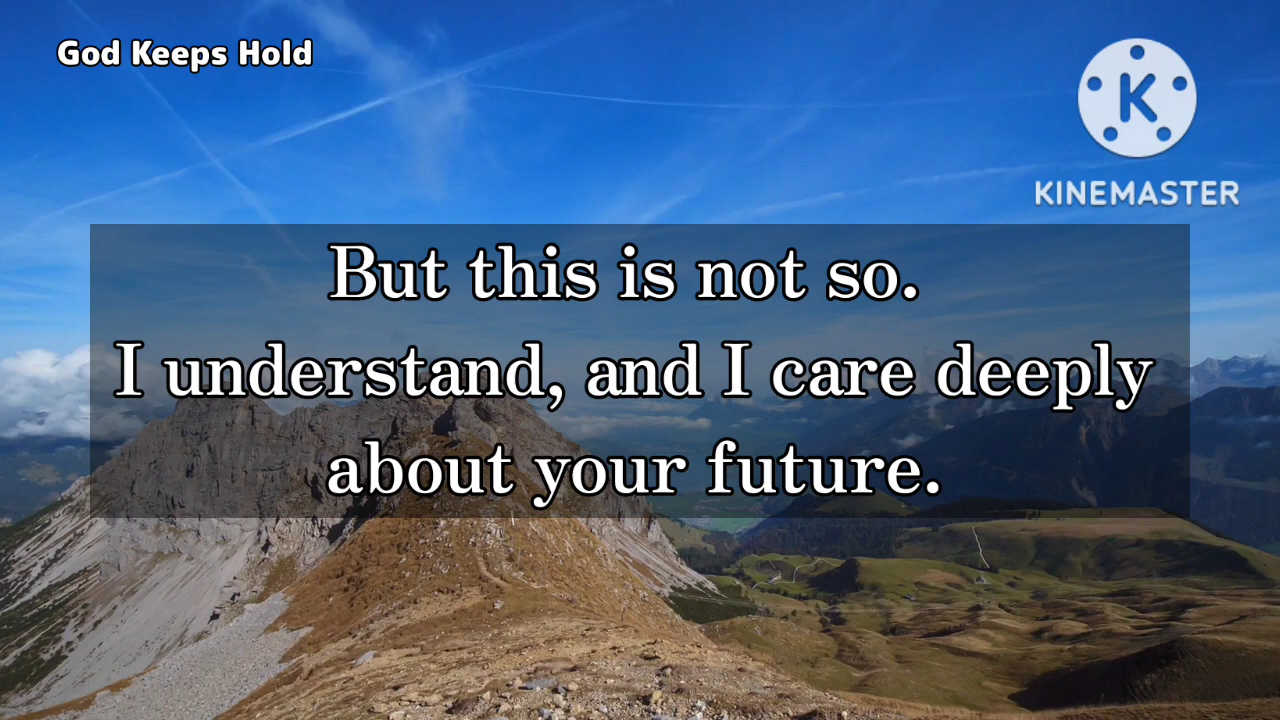 God Keeps Hold
K
KINEMASTER
But this is not so.
I understand, and I care deeply
about your future.